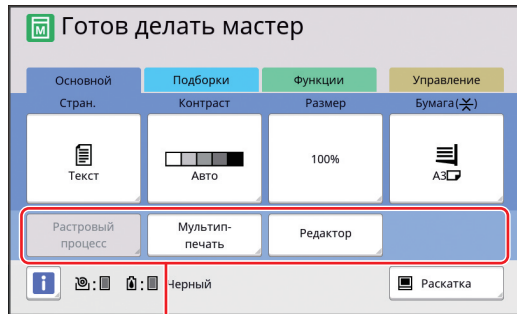 M Готов делать мастер
Основной Подборки Функции Управление
Стран. Контраст Размер Бумага( )
Текст Авто 100% A3
Растровый процесс Мультип-печать Редактор
i : : Черный Раскатка